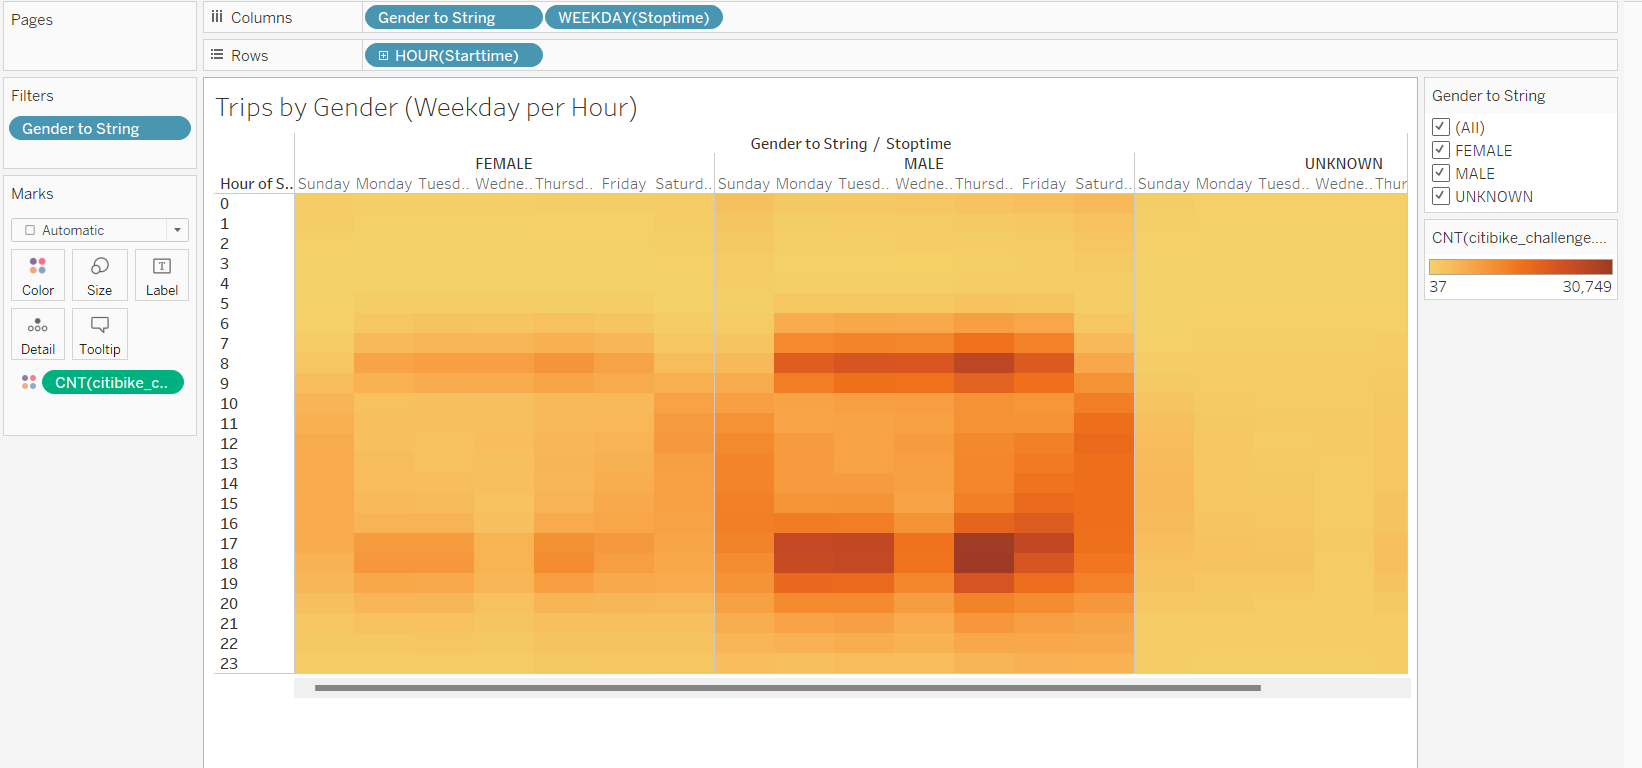 Pages
Columns Gender to String WEEKDAY(Stoptime)
Rows HOUR(Starttime)
Filters
Gender to String
Marks
Automatic
Color Size Label
Detail Tooltip
CNT(citibike_c..
Trips by Gender (Weekday per Hour)
Gender to String / Stoptime
FEMALE MALE UNKNOWN
Hour of S.. Sunday Monday Tuesd.. Wedne.. Thursd.. Friday Saturd.. Sunday Monday Tuesd.. Wedne.. Thursd.. Friday Saturd.. Sunday Monday Tuesd.. Wedne.. Thur
0
1
2
3
4
5
6
7
8
9
10
11
12
13
14
15
16
17
18
19
20
21
22
23
Gender to String
(All)
FEMALE
MALE
UNKNOWN
CNT(citibike_challenge....
37 30,749